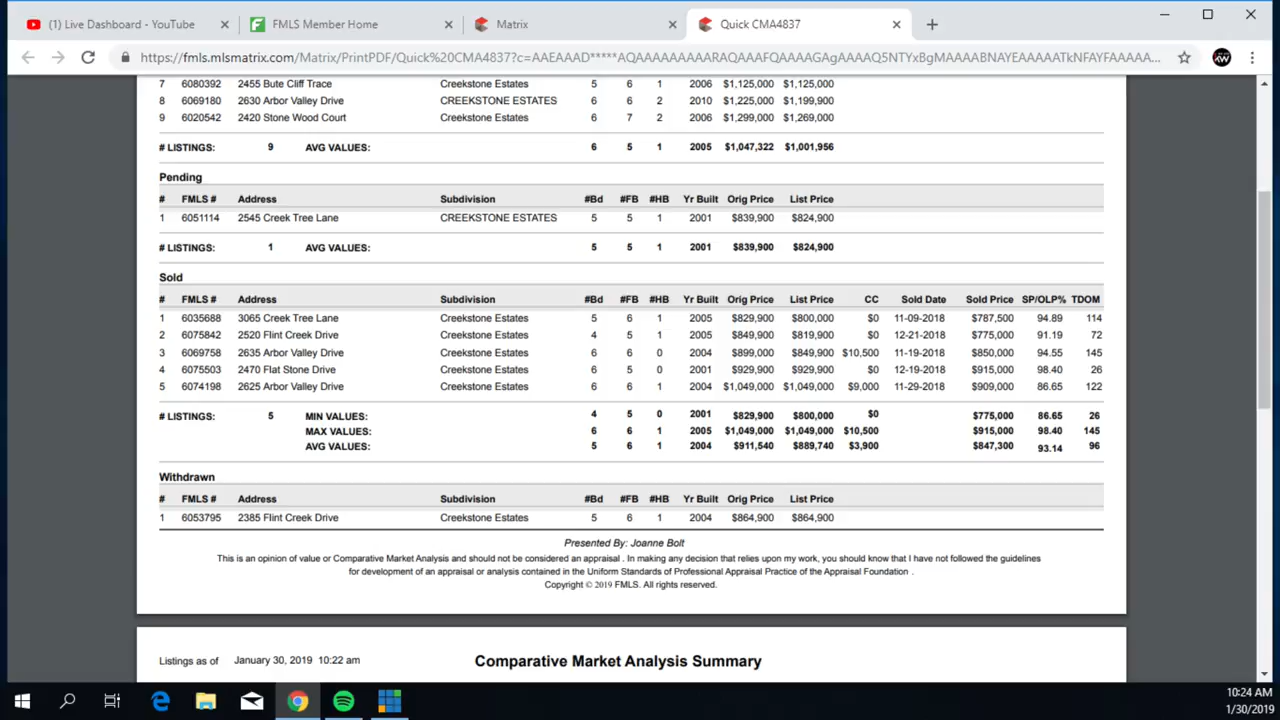 (1) Live Dashboard - YouTube FMLS Member Home Matrix Quick CMA4837
https://fmls.mlsmatrix.com/Matrix/PrintPDF/Quick%20CMA4837?c=AAEAAAD*****AQAAAAAAAAARAQAAAFQAAAAGAgAAAAQ5NTYxBgMAAAABNAYEAAAAATkNFAYFAAAAA...
7 6080392 2455 Bute Cliff Trace Creekstone Estates 5 6 1 2006 $1,125,000 $1,125,000
8 6069180 2630 Arbor Valley Drive CREEKSTONE ESTATES 6 6 2 2010 $1,225,000 $1,199,900
9 6020542 2420 Stone Wood Court Creekstone Estates 6 7 2 2006 $1,299,000 $1,269,000
# LISTINGS: 9 AVG VALUES: 6 5 1 2005 $1,047,322 $1,001,956
Pending
# FMLS # Address Subdivision #Bd #FB #HB Yr Built Orig Price List Price
1 6051114 2545 Creek Tree Lane CREEKSTONE ESTATES 5 5 1 2001 $839,900 $824,900
# LISTINGS: 1 AVG VALUES: 5 5 1 2001 $839,900 $824,900
Sold
# FMLS # Address Subdivision #Bd #FB #HB Yr Built Orig Price List Price CC Sold Date Sold Price SP/OLP% TDOM
1 6035688 3065 Creek Tree Lane Creekstone Estates 5 6 1 2005 $829,900 $800,000 $0 11-09-2018 $787,500 94.89 114
2 6075842 2520 Flint Creek Drive Creekstone Estates 4 5 1 2005 $849,900 $819,900 $0 12-21-2018 $775,000 91.19 72
3 6069758 2635 Arbor Valley Drive Creekstone Estates 6 6 0 2004 $899,000 $849,900 $10,500 11-19-2018 $850,000 94.55 145
4 6075503 2470 Flat Stone Drive Creekstone Estates 6 5 0 2001 $929,900 $929,900 $0 12-19-2018 $915,000 98.40 26
5 6074198 2625 Arbor Valley Drive Creekstone Estates 6 6 1 2004 $1,049,000 $1,049,000 $9,000 11-29-2018 $909,000 86.65 122
# LISTINGS: 5 MIN VALUES: 4 5 0 2001 $829,900 $800,000 $0 $775,000 86.65 26
MAX VALUES: 6 6 1 2005 $1,049,000 $1,049,000 $10,500 $915,000 98.40 145
AVG VALUES: 5 6 1 2004 $911,540 $889,740 $3,900 $847,300 93.14 96
Withdrawn
# FMLS # Address Subdivision #Bd #FB #HB Yr Built Orig Price List Price
1 6053795 2385 Flint Creek Drive Creekstone Estates 5 6 1 2004 $864,900 $864,900
Presented By: Joanne Bolt
This is an opinion of value or Comparative Market Analysis and should not be considered an appraisal . In making any decision that relies upon my work, you should know that I have not followed the guidelines
for development of an appraisal or analysis contained in the Uniform Standards of Professional Appraisal Practice of the Appraisal Foundation .
Copyright © 2019 FMLS. All rights reserved.
Listings as of January 30, 2019 10:22 am Comparative Market Analysis Summary
10:24 AM
1/30/2019